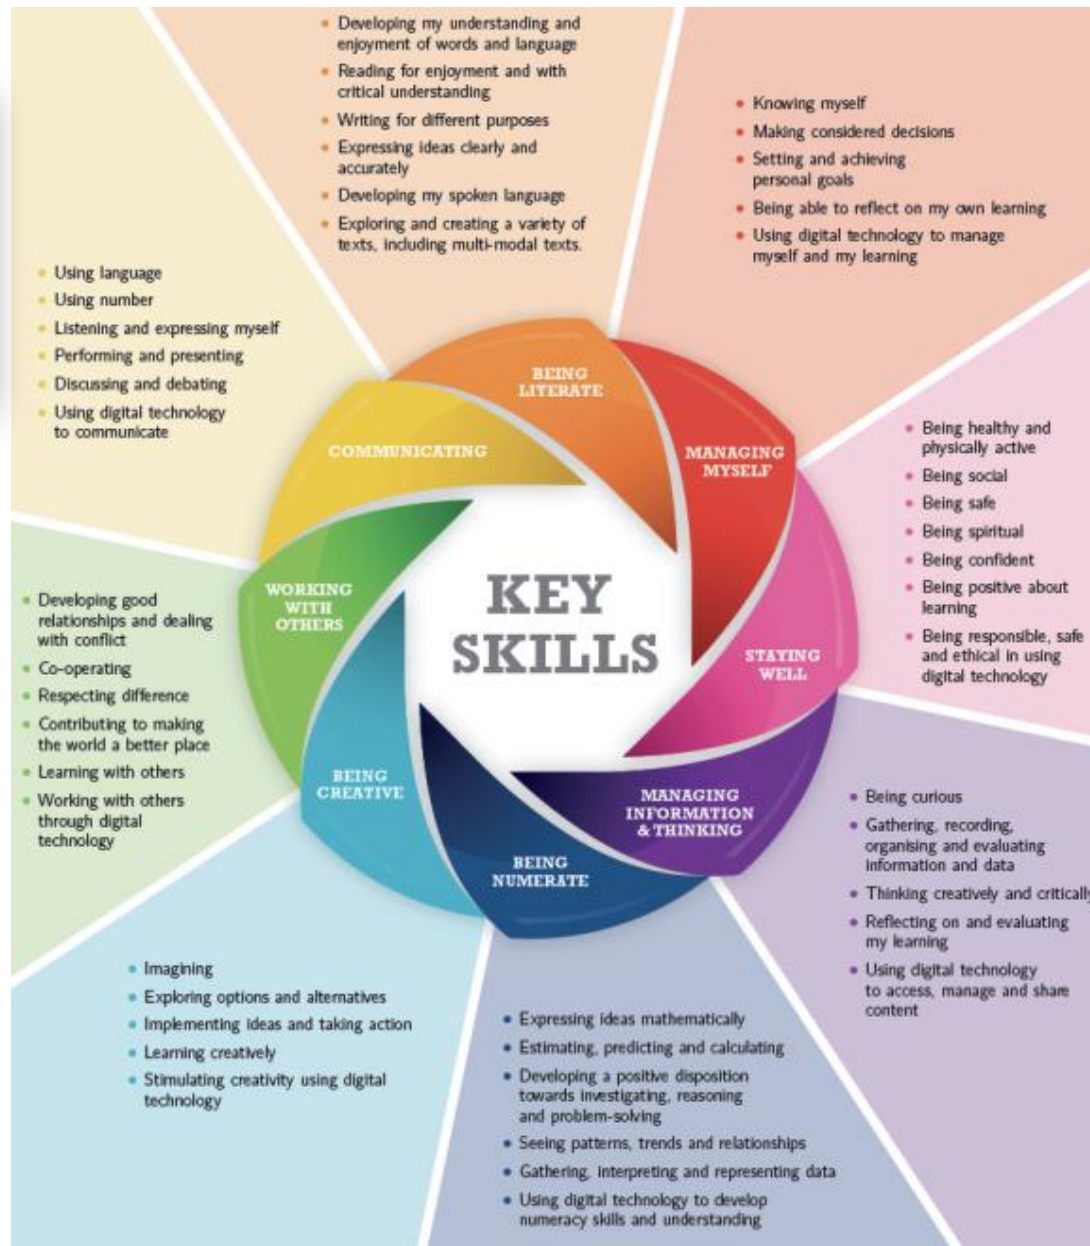 Developing my understanding and
enjoyment of words and language
Reading for enjoyment and with
critical understanding
Writing for different purposes
Expressing ideas clearly and
accurately
Developing my spoken language
Exploring and creating a variety of
texts, including multi-modal texts.
Knowing myself
Making considered decisions
Setting and achieving
personal goals
Being able to reflect on my own learning
Using digital technology to manage
myself and my learning
Using language
Using number
Listening and expressing myself
Performing and presenting
Discussing and debating
Using digital technology
to communicate
Being healthy and
physically active
Being social
Being safe
Being spiritual
Being confident
Being positive about
learning
Being responsible, safe
and ethical in using
digital technology
BEING
LITERATE
COMMUNICATING
MANAGING
MYSELF
WORKING
WITH
OTHERS
KEY
SKILLS
STAYING
WELL
BEING
CREATIVE
MANAGING
INFORMATION
& THINKING
BEING
NUMERATE
Developing good
relationships and dealing
with conflict
Co-operating
Respecting difference
Contributing to making
the world a better place
Learning with others
Working with others
through digital
technology
Being curious
Gathering, recording,
organising and evaluating
information and data
Thinking creatively and critically
Reflecting on and evaluating
my learning
Using digital technology
to access, manage and share
content
Imagining
Exploring options and alternatives
Implementing ideas and taking action
Learning creatively
Stimulating creativity using digital
technology
Expressing ideas mathematically
Estimating, predicting and calculating
Developing a positive disposition
towards investigating, reasoning
and problem-solving
Seeing patterns, trends and relationships
Gathering, interpreting and representing data
Using digital technology to develop
numeracy skills and understanding